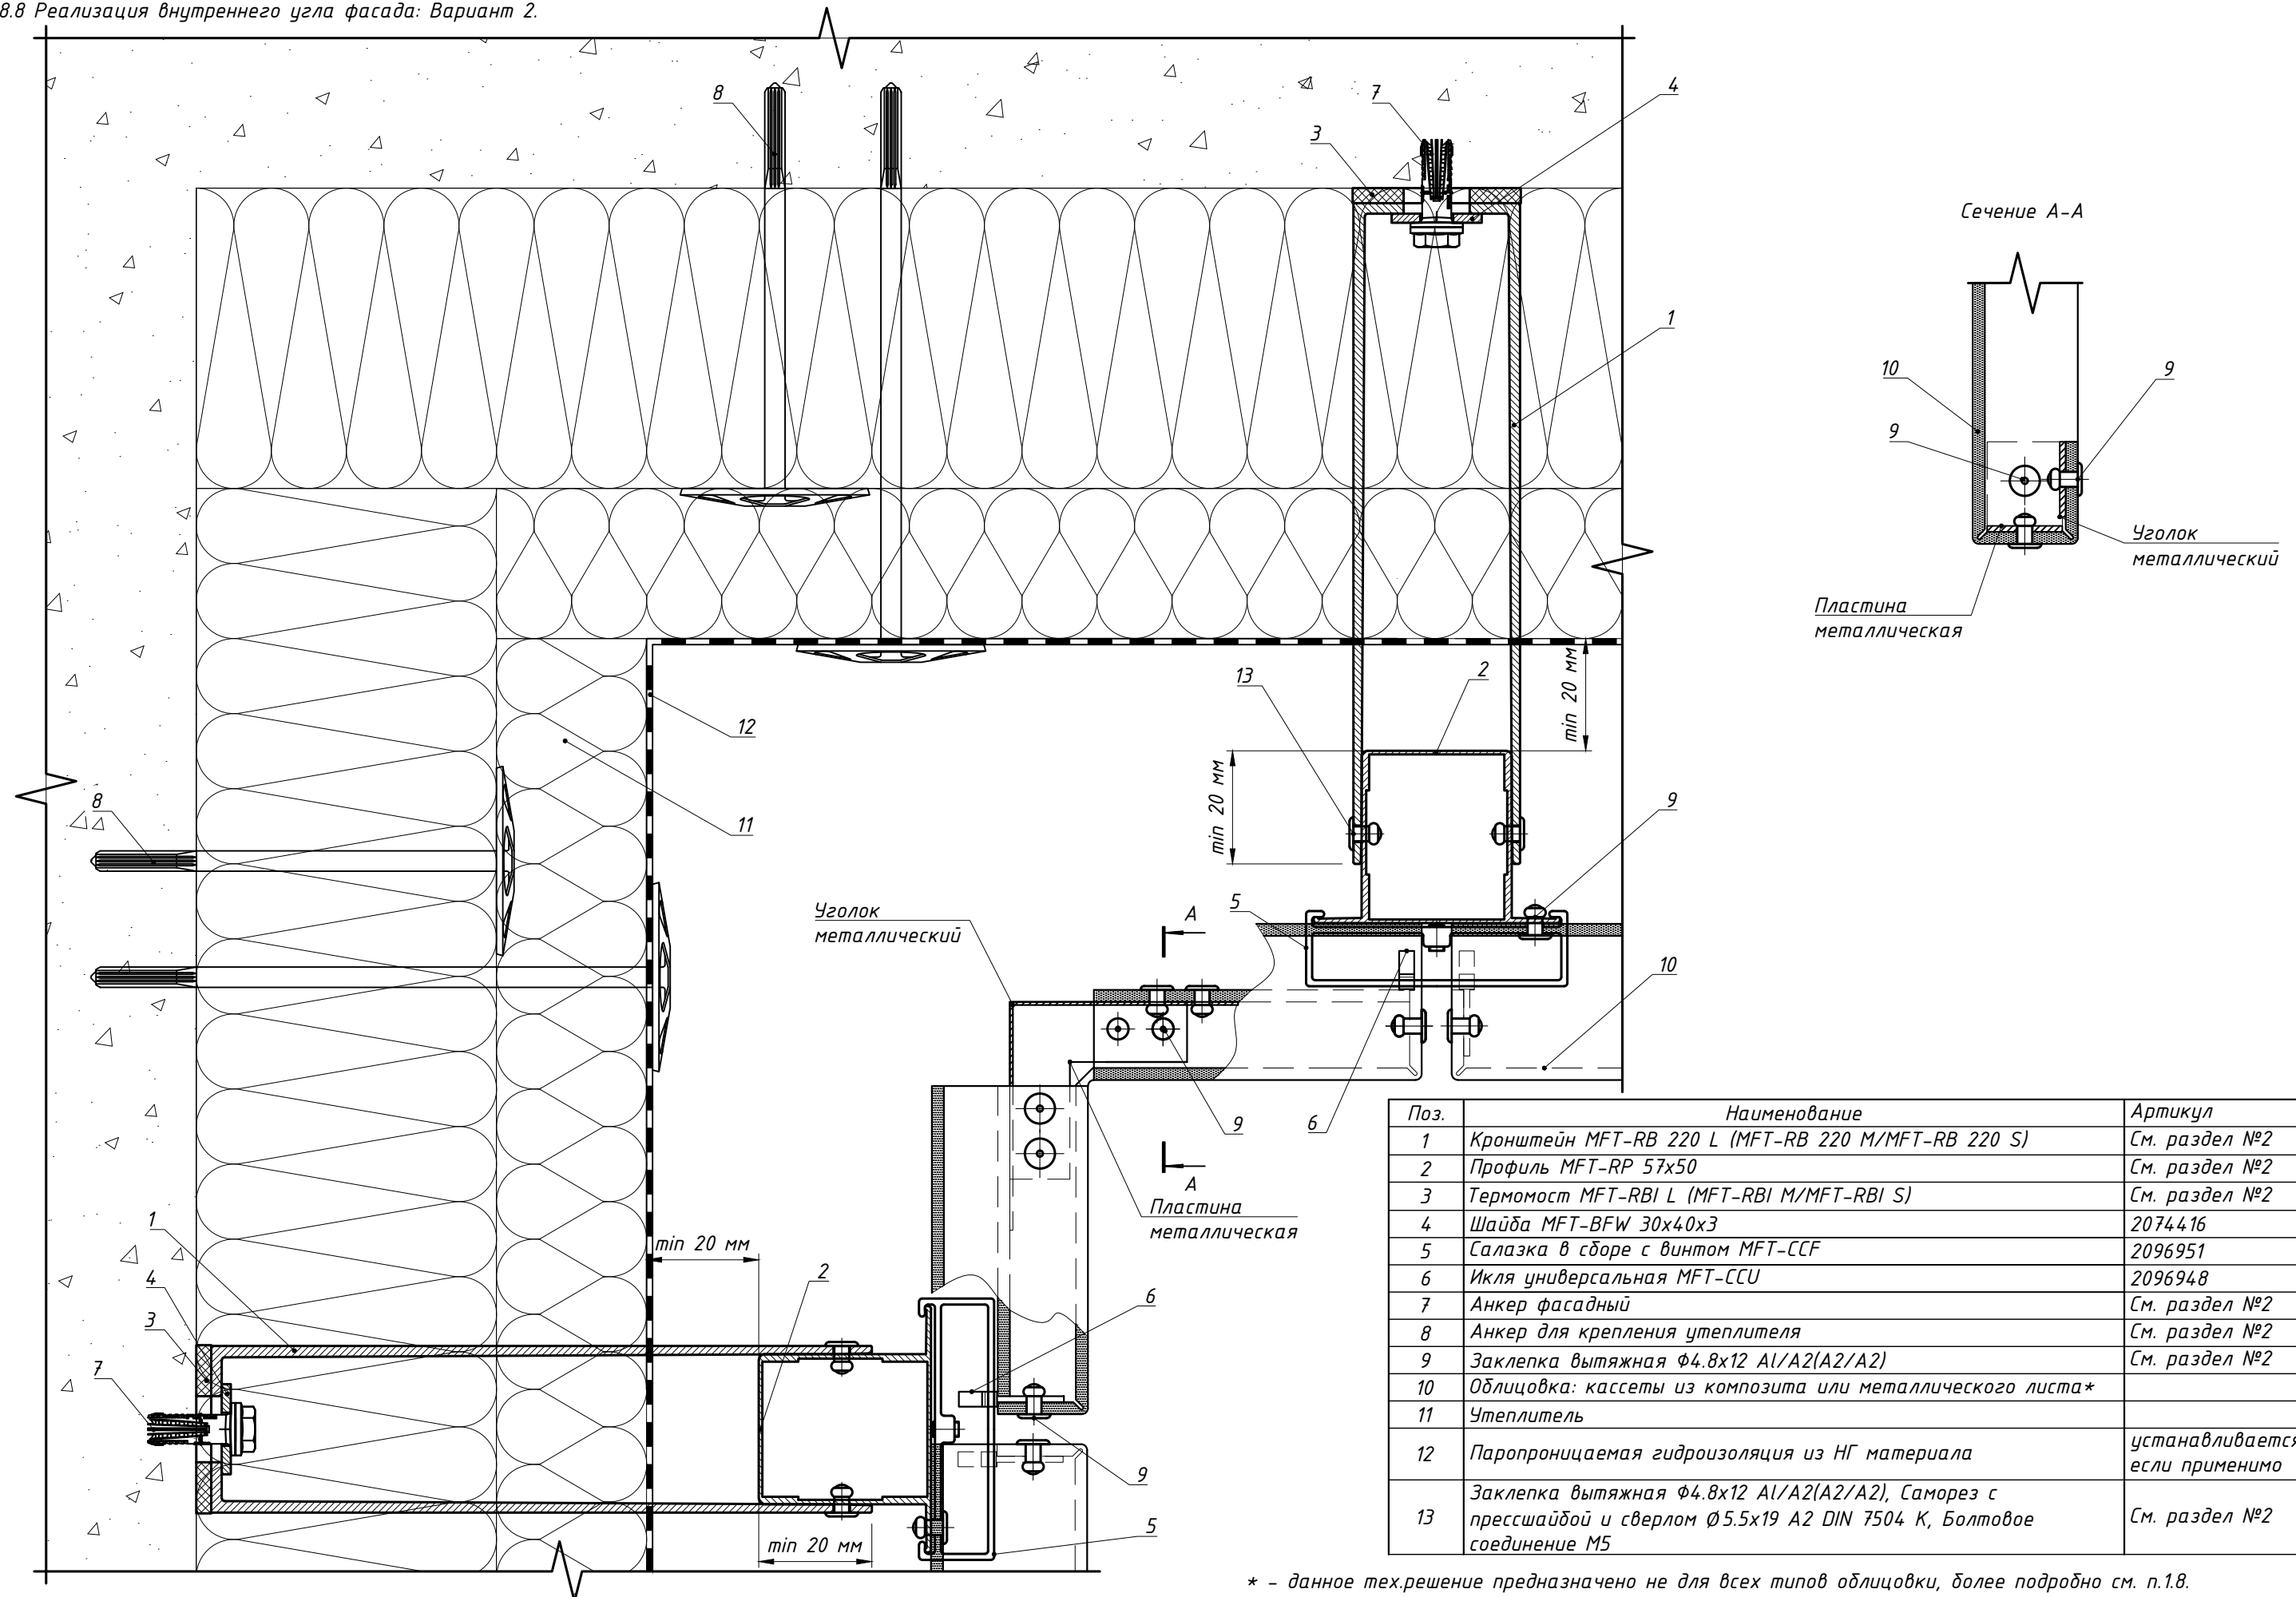 8.8 Реализация внутреннего угла фасада: Вариант 2.
8
7
4
3
Сечение А-А
1
10
9
9
Уголок
металлический
Пластина
металлическая
min 20 мм
13
2
12
min 20 мм
11
8
9
Уголок
металлический
5
А
10
9
6
А
Пластина
металлическая
1
min 20 мм
4
2
6
3
7
9
5
min 20 мм
Поз. Наименование Артикул
1 Кронштейн MFT-RB 220 L (MFT-RB 220 M/MFT-RB 220 S) См. раздел №2
2 Профиль MFT-RP 57x50 См. раздел №2
3 Термомост MFT-RBI L (MFT-RBI M/MFT-RBI S) См. раздел №2
4 Шайба MFT-BFW 30x40x3 2074416
5 Салазка в сборе с винтом MFT-CCF 2096951
6 Икля универсальная MFT-CCU 2096948
7 Анкер фасадный См. раздел №2
8 Анкер для крепления утеплителя См. раздел №2
9 Заклепка вытяжная Ф4.8x12 Al/A2(A2/A2) См. раздел №2
10 Облицовка: кассеты из композита или металлического листа*
11 Утеплитель
12 Паропроницаемая гидроизоляция из НГ материала устанавливается
если применимо
13 Заклепка вытяжная Ф4.8x12 Al/A2(A2/A2), Саморез с
прессшайбой и сверлом Ø5.5x19 A2 DIN 7504 K, Болтовое
соединение М5 См. раздел №2
* - данное тех.решение предназначено не для всех типов облицовки, более подробно см. п.1.8.